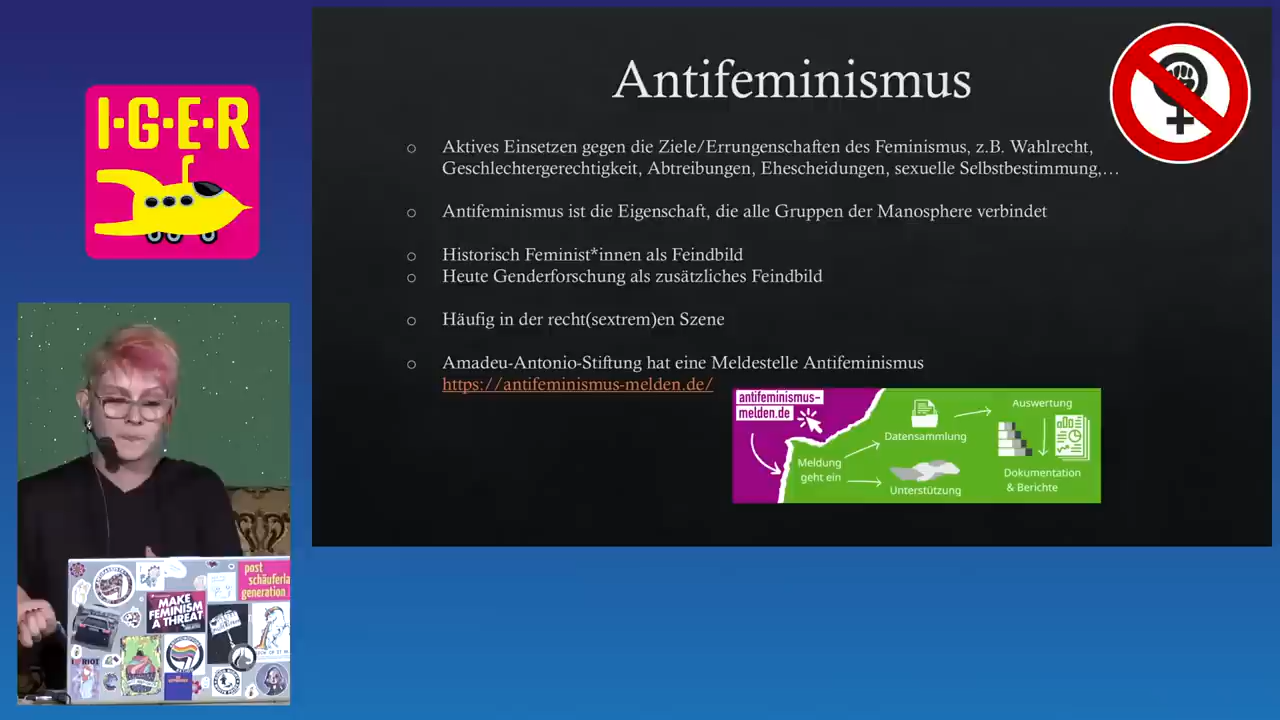 I·G·E·R
Antifeminismus
Aktives Einsetzen gegen die Ziele/Errungenschaften des Feminismus, z.B. Wahlrecht,
Geschlechtergerechtigkeit, Abtreibungen, Ehescheidungen, sexuelle Selbstbestimmung,…
Antifeminismus ist die Eigenschaft, die alle Gruppen der Manosphere verbindet
Historisch Feminist*innen als Feindbild
Heute Genderforschung als zusätzliches Feindbild
Häufig in der recht(sextrem)en Szene
Amadeu-Antonio-Stiftung hat eine Meldestelle Antifeminismus
https://antifeminismus-melden.de/
antifeminismus-
melden.de
Meldung
geht ein
Datensammlung
Unterstützung
Auswertung
Dokumentation
& Berichte
post
schäuferla
generation
MAKE
FEMINISM
A THREAT